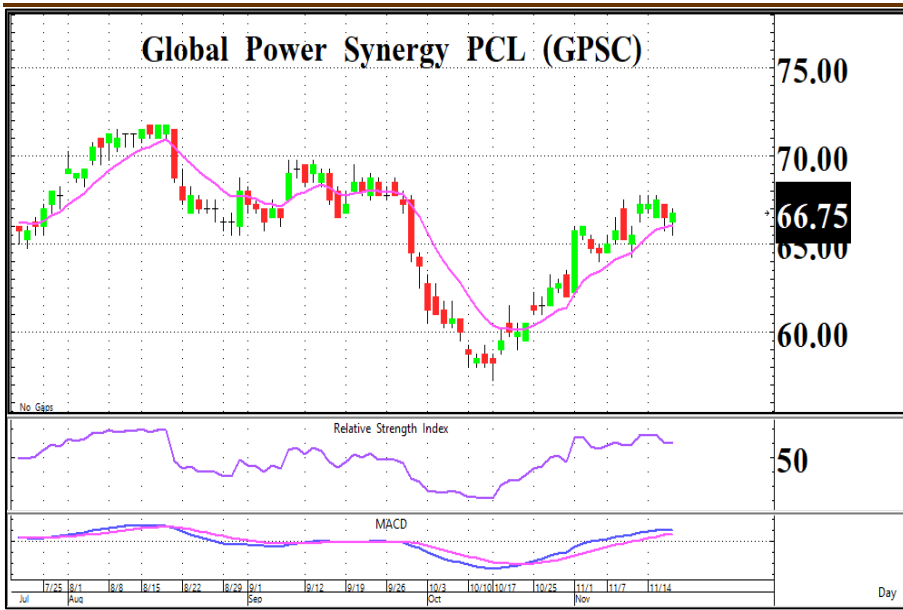 Global Power Synergy PCL (GPSC)
75.00
70.00
66.75
65.00
60.00
No Gaps
Relative Strength Index
50
MACD
7/25 8/1 8/8 8/15 8/22 8/29 9/1 9/12 9/19 9/26 10/3 10/10 10/17 10/25 11/1 11/7 11/14
Jul Aug Sep Oct Nov Day